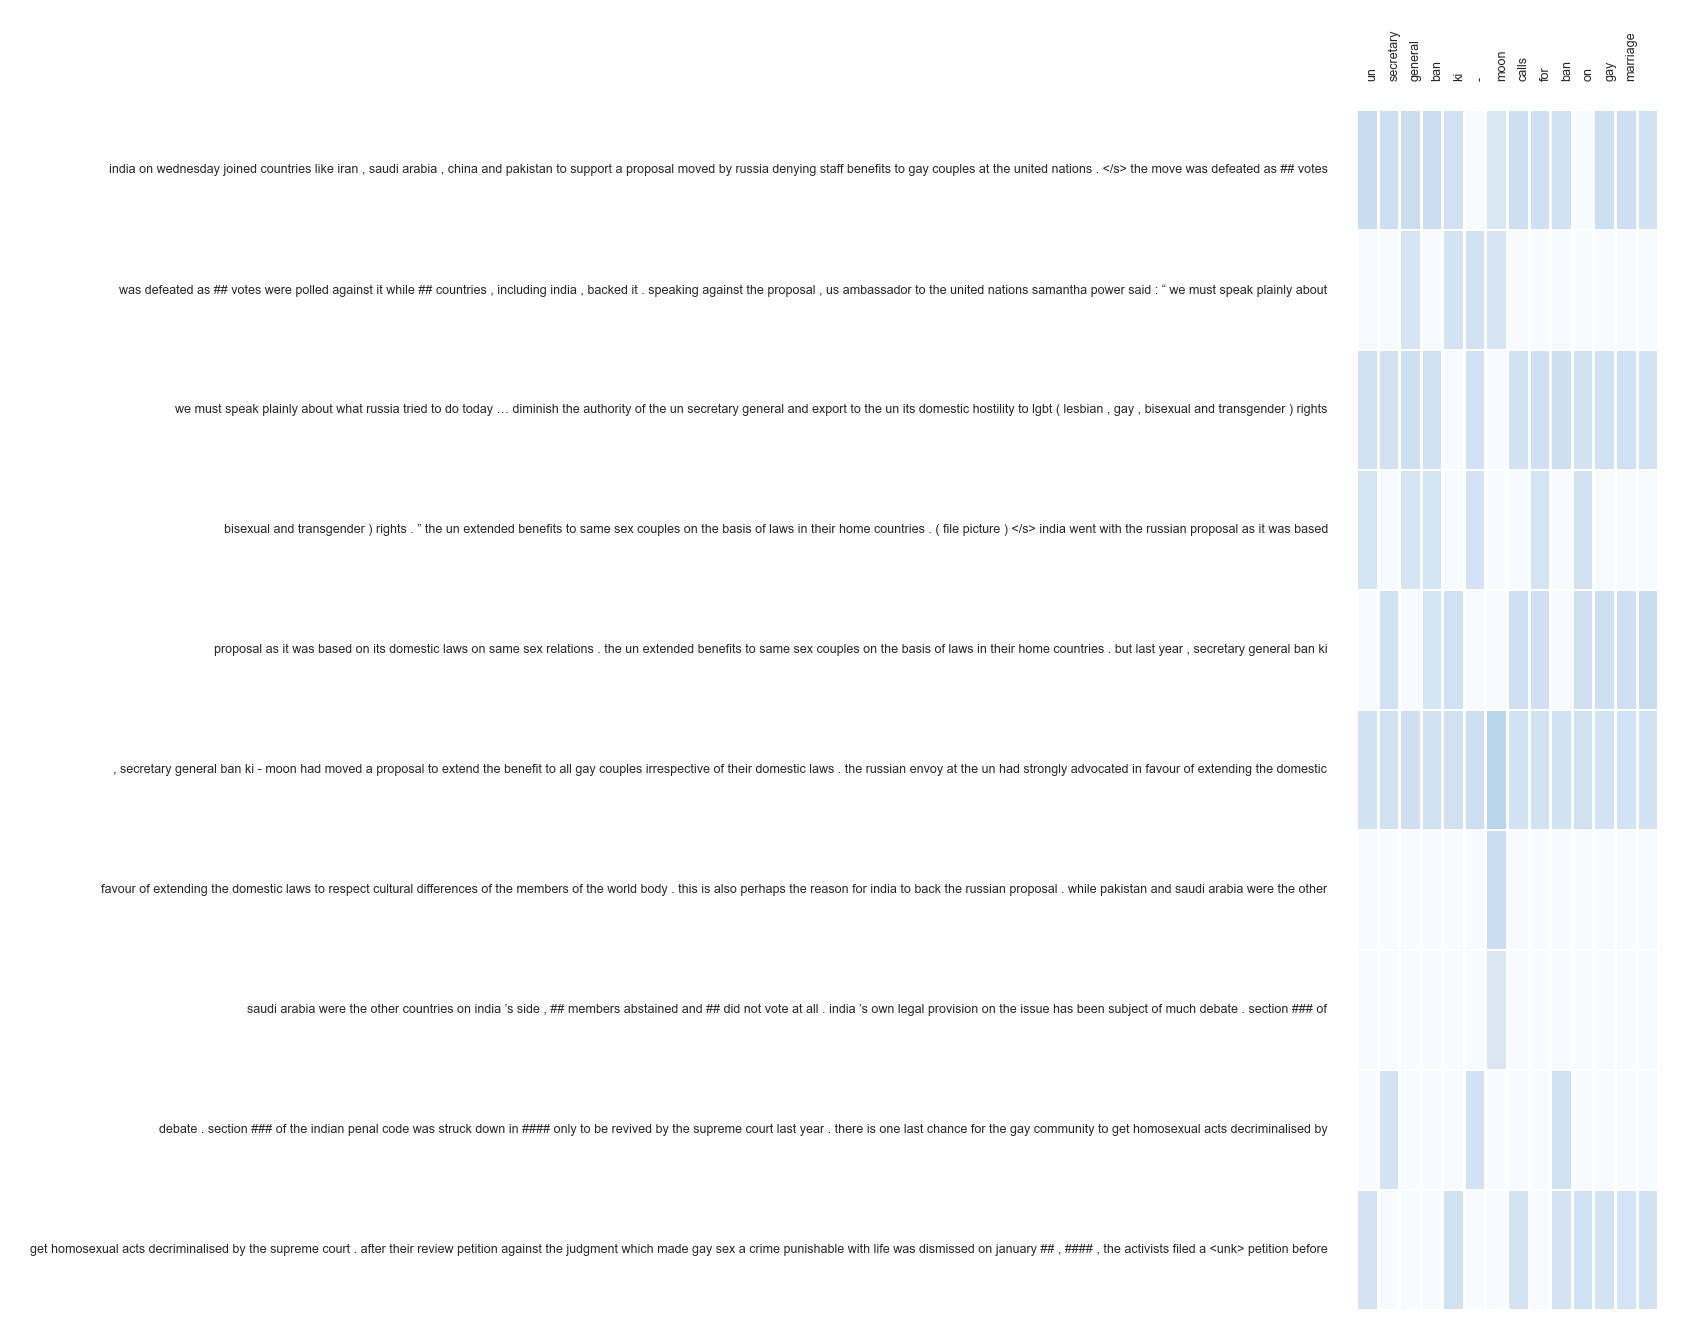 un
secretary
general
ban
ki
-
moon
calls
for
ban
on
gay
marriage
india on wednesday joined countries like iran , saudi arabia , china and pakistan to support a proposal moved by russia denying staff benefits to gay couples at the united nations . </s> the move was defeated as ## votes
was defeated as ## votes were polled against it while ## countries , including india , backed it . speaking against the proposal , us ambassador to the united nations samantha power said : “ we must speak plainly about
we must speak plainly about what russia tried to do today … diminish the authority of the un secretary general and export to the un its domestic hostility to lgbt ( lesbian , gay , bisexual and transgender ) rights
bisexual and transgender ) rights . ” the un extended benefits to same sex couples on the basis of laws in their home countries . ( file picture ) </s> india went with the russian proposal as it was based
proposal as it was based on its domestic laws on same sex relations . the un extended benefits to same sex couples on the basis of laws in their home countries . but last year , secretary general ban ki
, secretary general ban ki - moon had moved a proposal to extend the benefit to all gay couples irrespective of their domestic laws . the russian envoy at the un had strongly advocated in favour of extending the domestic
favour of extending the domestic laws to respect cultural differences of the members of the world body . this is also perhaps the reason for india to back the russian proposal . while pakistan and saudi arabia were the other
saudi arabia were the other countries on india ’s side , ## members abstained and ## did not vote at all . india ’s own legal provision on the issue has been subject of much debate . section ### of
debate . section ### of the indian penal code was struck down in #### only to be revived by the supreme court last year . there is one last chance for the gay community to get homosexual acts decriminalised by
get homosexual acts decriminalised by the supreme court . after their review petition against the judgment which made gay sex a crime punishable with life was dismissed on january ## , #### , the activists filed a <unk> petition before